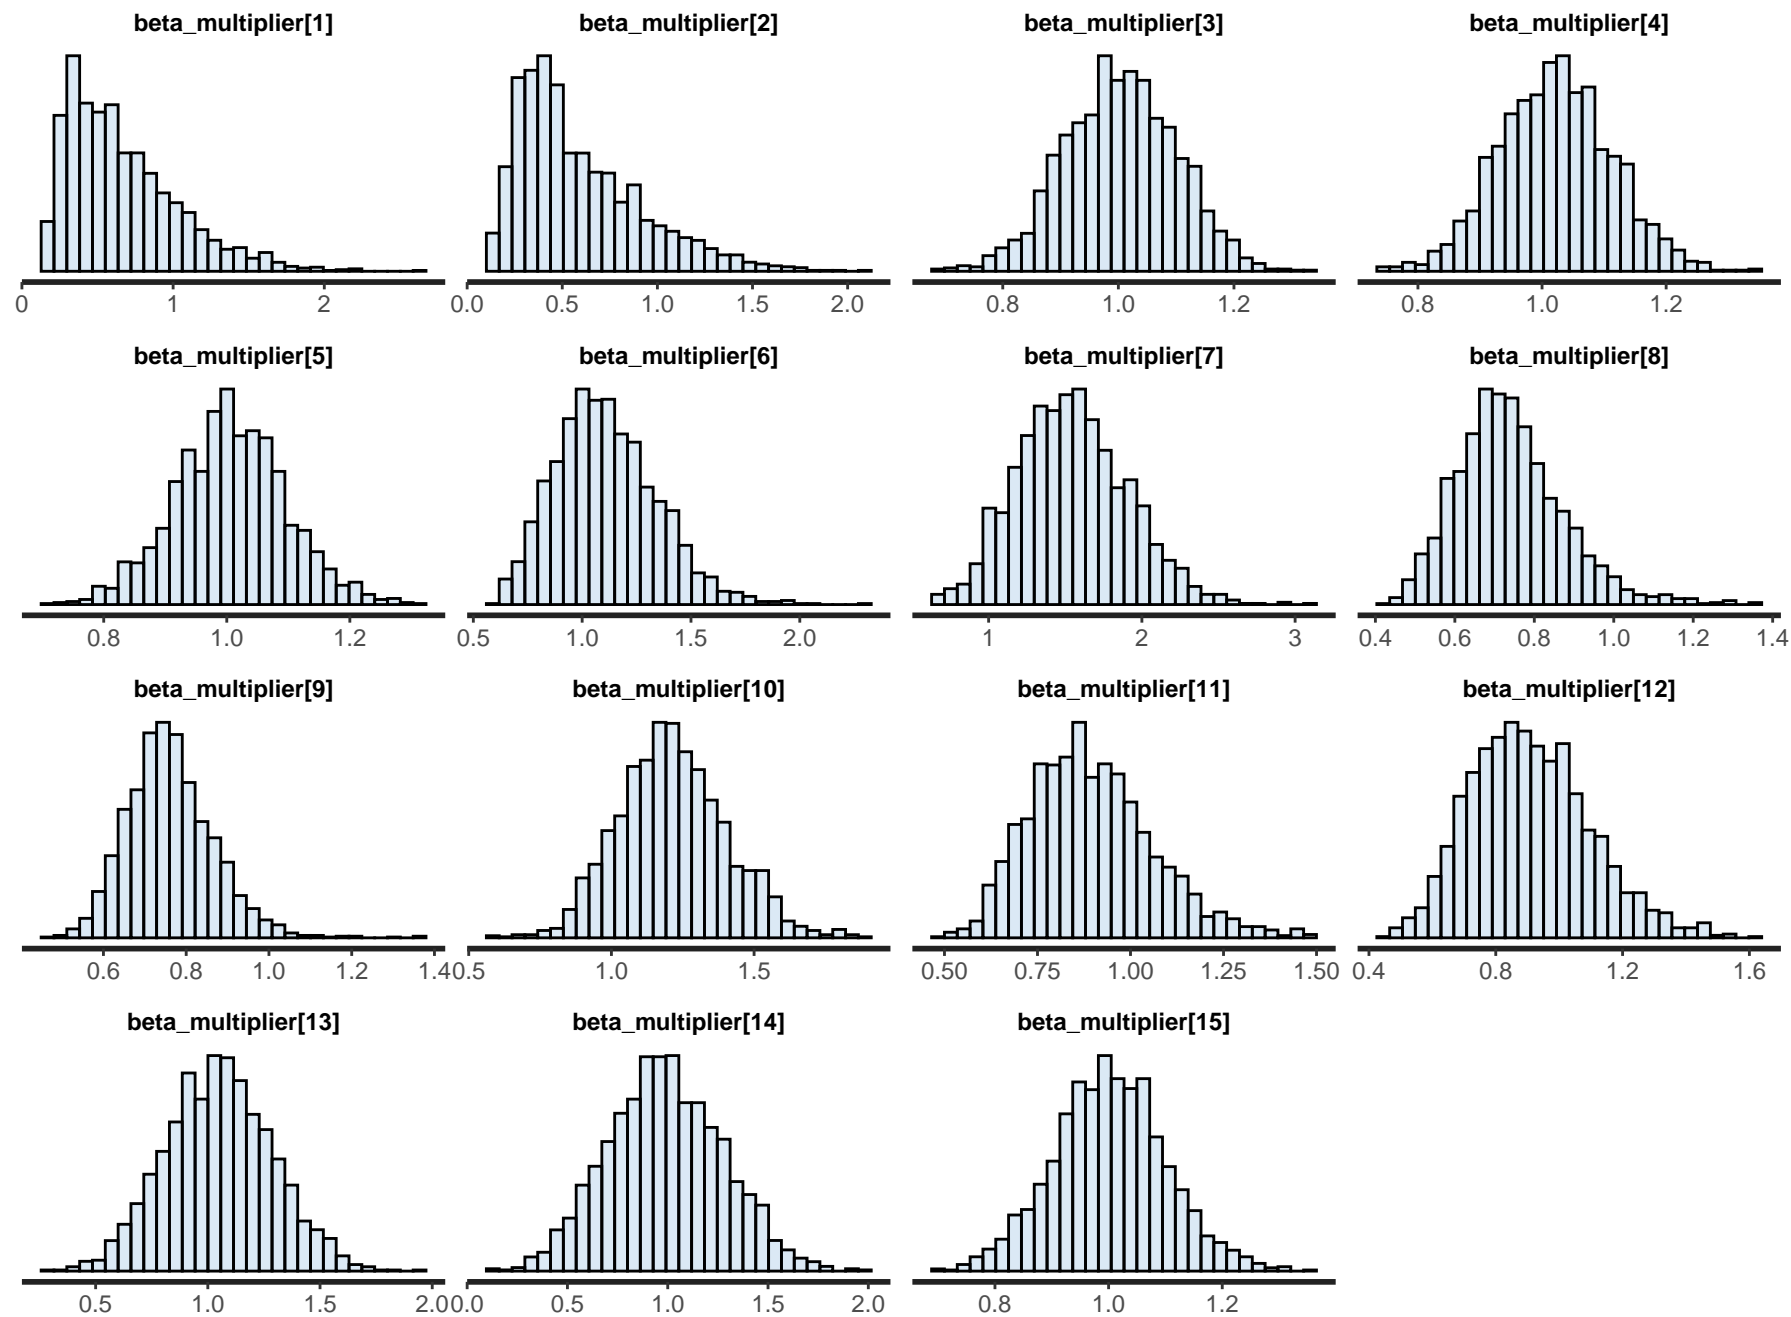 beta_multiplier[1] beta_multiplier[2] beta_multiplier[3] beta_multiplier[4]
0 1 2 0.0 0.5 1.0 1.5 2.0 0.8 1.0 1.2 0.8 1.0 1.2
beta_multiplier[5] beta_multiplier[6] beta_multiplier[7] beta_multiplier[8]
0.8 1.0 1.2 0.5 1.0 1.5 2.0 1 2 3 0.4 0.6 0.8 1.0 1.2 1.4
beta_multiplier[9] beta_multiplier[10] beta_multiplier[11] beta_multiplier[12]
0.6 0.8 1.0 1.2 1.4 0.5 1.0 1.5 0.50 0.75 1.00 1.25 1.50 0.4 0.8 1.2 1.6
beta_multiplier[13] beta_multiplier[14] beta_multiplier[15]
0.5 1.0 1.5 2.0 0.0 0.5 1.0 1.5 2.0 0.8 1.0 1.2